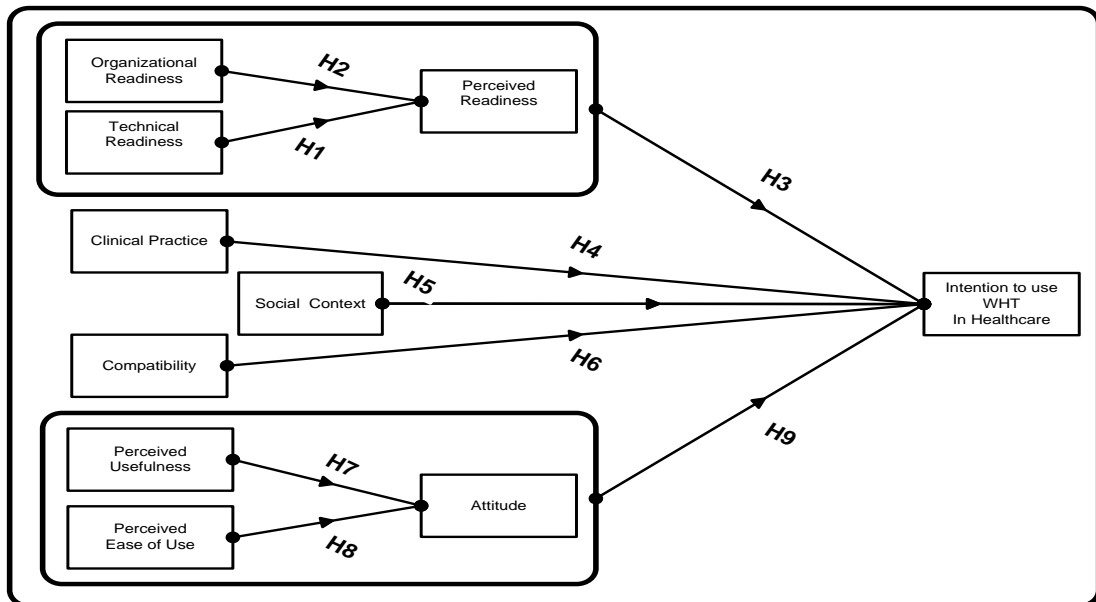 Organizational
Readiness
H2
Perceived
Readiness
Technical
Readiness
H1
H3
Clinical Practice
H4
H5
Social Context
Intention to use
WHT
In Healthcare
Compatibility
H6
Perceived
Usefulness
H7
H9
Attitude
Perceived
Ease of Use
H8